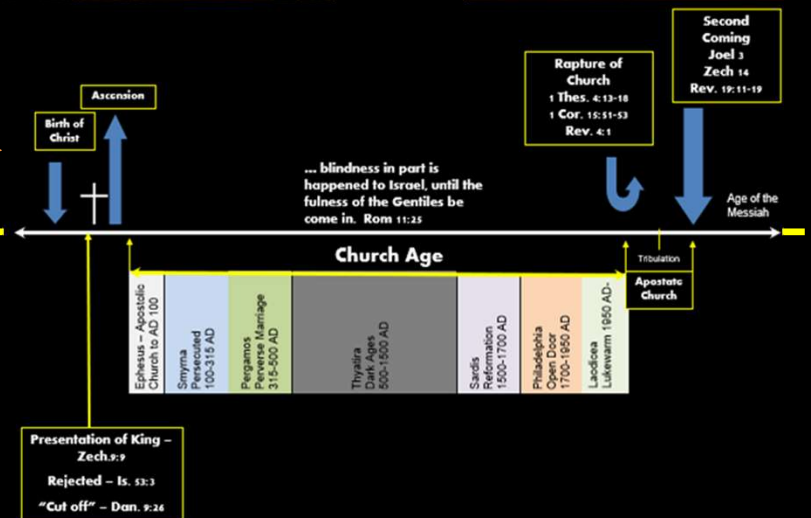 Second
Coming
Joel 3
Zech 14
Rev. 19:11-19
Rapture of
Church
1 Thes. 4:13-18
1 Cor. 15:51-53
Rev. 4:1
Ascension
Birth of
Christ
... blindness in part is
happened to Israel, until the
fulness of the Gentiles be
come in. Rom 11:25
Age of the
Messiah
Church Age
Tribulation
Apostate
Church
Ephesus – Apostolic
Church to AD 100
Smyrna
Persecuted
100-315 AD
Pergamos
Perverse Marriage
315-500 AD
Thyatira
Dark Ages
500-1500 AD
Sardis
Reformation
1500-1700 AD
Philadelphia
Open Door
1700-1950 AD
Laodicea
Lukewarm 1950 AD-
Presentation of King –
Zech.9:9
Rejected – Is. 53:3
"Cut off" – Dan. 9:26